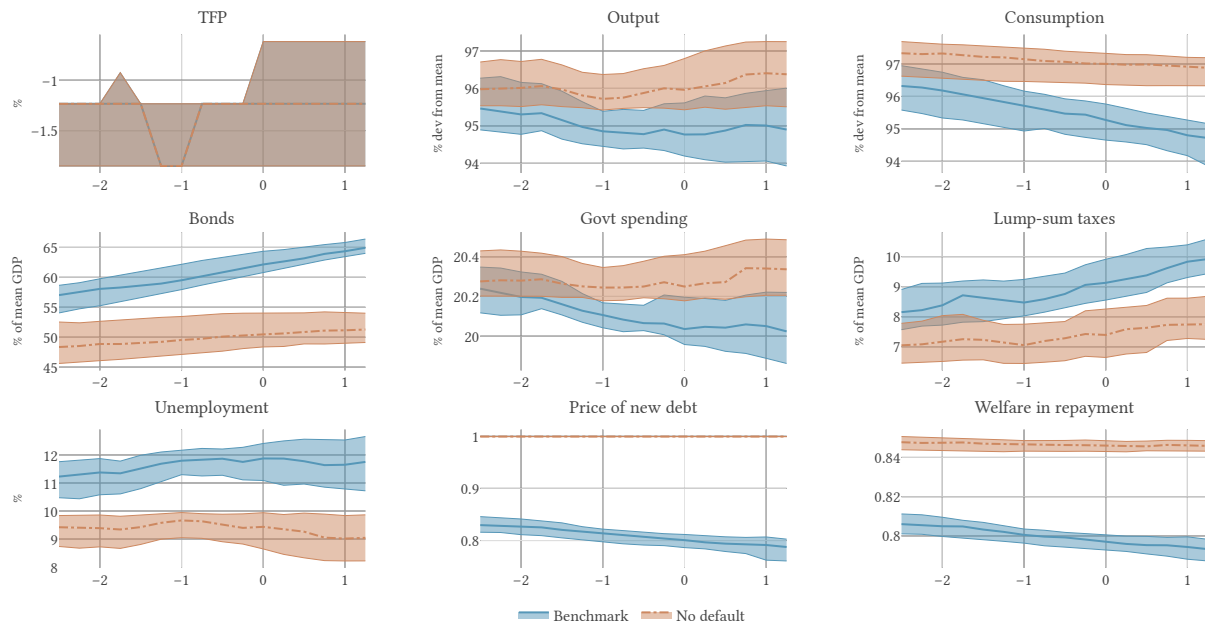 TFP
%
−1
−1.5
−2 −1 0 1
Output
% dev from mean
97
96
95
94
−2 −1 0 1
Consumption
% dev from mean
97
96
95
94
−2 −1 0 1
Bonds
% of mean GDP
65
60
55
50
45
−2 −1 0 1
Govt spending
% of mean GDP
20.4
20.2
20
−2 −1 0 1
Lump-sum taxes
% of mean GDP
10
9
8
7
−2 −1 0 1
Unemployment
%
12
11
10
9
8
−2 −1 0 1
Price of new debt
1
0.9
0.8
−2 −1 0 1
Welfare in repayment
0.84
0.82
0.8
−2 −1 0 1
Benchmark No default